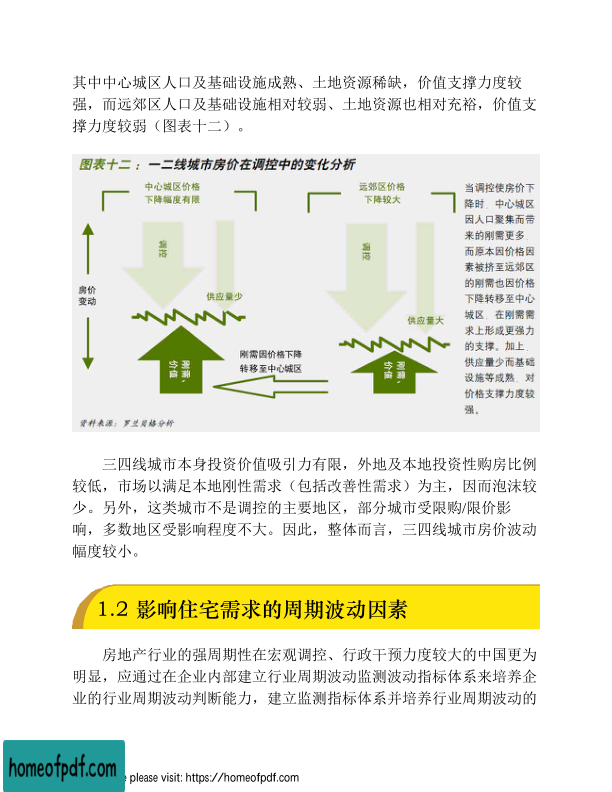 其中中心城区人口及基础设施成熟、土地资源稀缺，价值支撑力度较
强，而远郊区人口及基础设施相对较弱、土地资源也相对充裕，价值支
撑力度较弱（图表十二）。
图表十二：一二线城市房价在调控中的变化分析
中心城区价格
下降幅度有限
远郊区价格
下降较大
调控
调控
房价
变动
供应量少
供应量大
刚需、
价值
刚需、
价值
刚需因价格下降
转移至中心城区
当调控使房价下
降时，中心城区
因人口聚集而带
来的刚需更多，
而原本因价格因
素被挤至远郊区
的刚需也因价格
下降转移至中心
城区，在刚需需
求上形成更强力
的支撑。加上，
供应量少而基础
设施等成熟，对
价格支撑力度较
强。
资料来源：罗兰贝格分析
三四线城市本身投资价值吸引力有限，外地及本地投资性购房比例
较低，市场以满足本地刚性需求（包括改善性需求）为主，因而泡沫较
少。另外，这类城市不是调控的主要地区，部分城市受限购/限价影
响，多数地区受影响程度不大。因此，整体而言，三四线城市房价波动
幅度较小。
1.2 影响住宅需求的周期波动因素
房地产行业的强周期性在宏观调控、行政干预力度较大的中国更为
明显，应通过在企业内部建立行业周期波动监测波动指标体系来培养企
业的行业周期波动判断能力，建立监测指标体系并培养行业周期波动的
homeofpdf.com
e please visit: https://homeofpdf.com